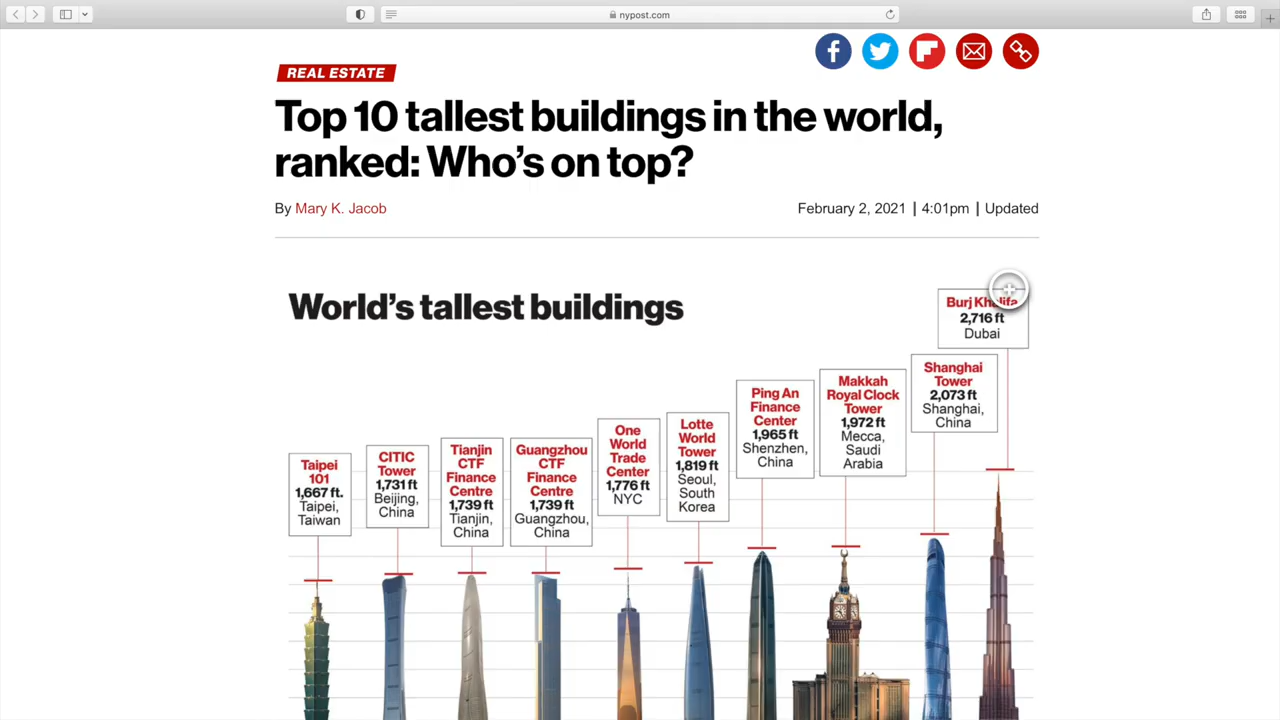 nypost.com
REAL ESTATE
Top 10 tallest buildings in the world,
ranked: Who's on top?
By Mary K. Jacob
February 2, 2021 | 4:01pm | Updated
World's tallest buildings
Taipei
101
1,667 ft.
Taipei,
Taiwan
CITIC
Tower
1,731 ft
Beijing,
China
Tianjin
CTF
Finance
Centre
1,739 ft
Tianjin,
China
Guangzhou
CTF
Finance
Centre
1,739 ft
Guangzhou,
China
One
World
Trade
Center
1,776 ft
NYC
Lotte
World
Tower
1,819 ft
Seoul,
South
Korea
Ping An
Finance
Center
1,965 ft
Shenzhen,
China
Makkah
Royal Clock
Tower
1,972 ft
Mecca,
Saudi
Arabia
Shanghai
Tower
2,073 ft
Shanghai,
China
Burj Khalifa
2,716 ft
Dubai